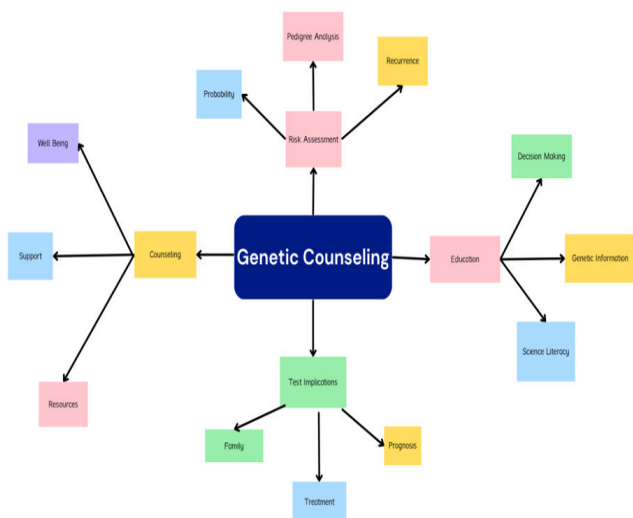 Pedigree Analysis
Recurrence
Probability
Risk Assessment
Well Being
Decision Making
Support
Counseling
Genetic Counseling
Education
Genetic Information
Science Literacy
Test Implications
Resources
Family
Prognosis
Treatment